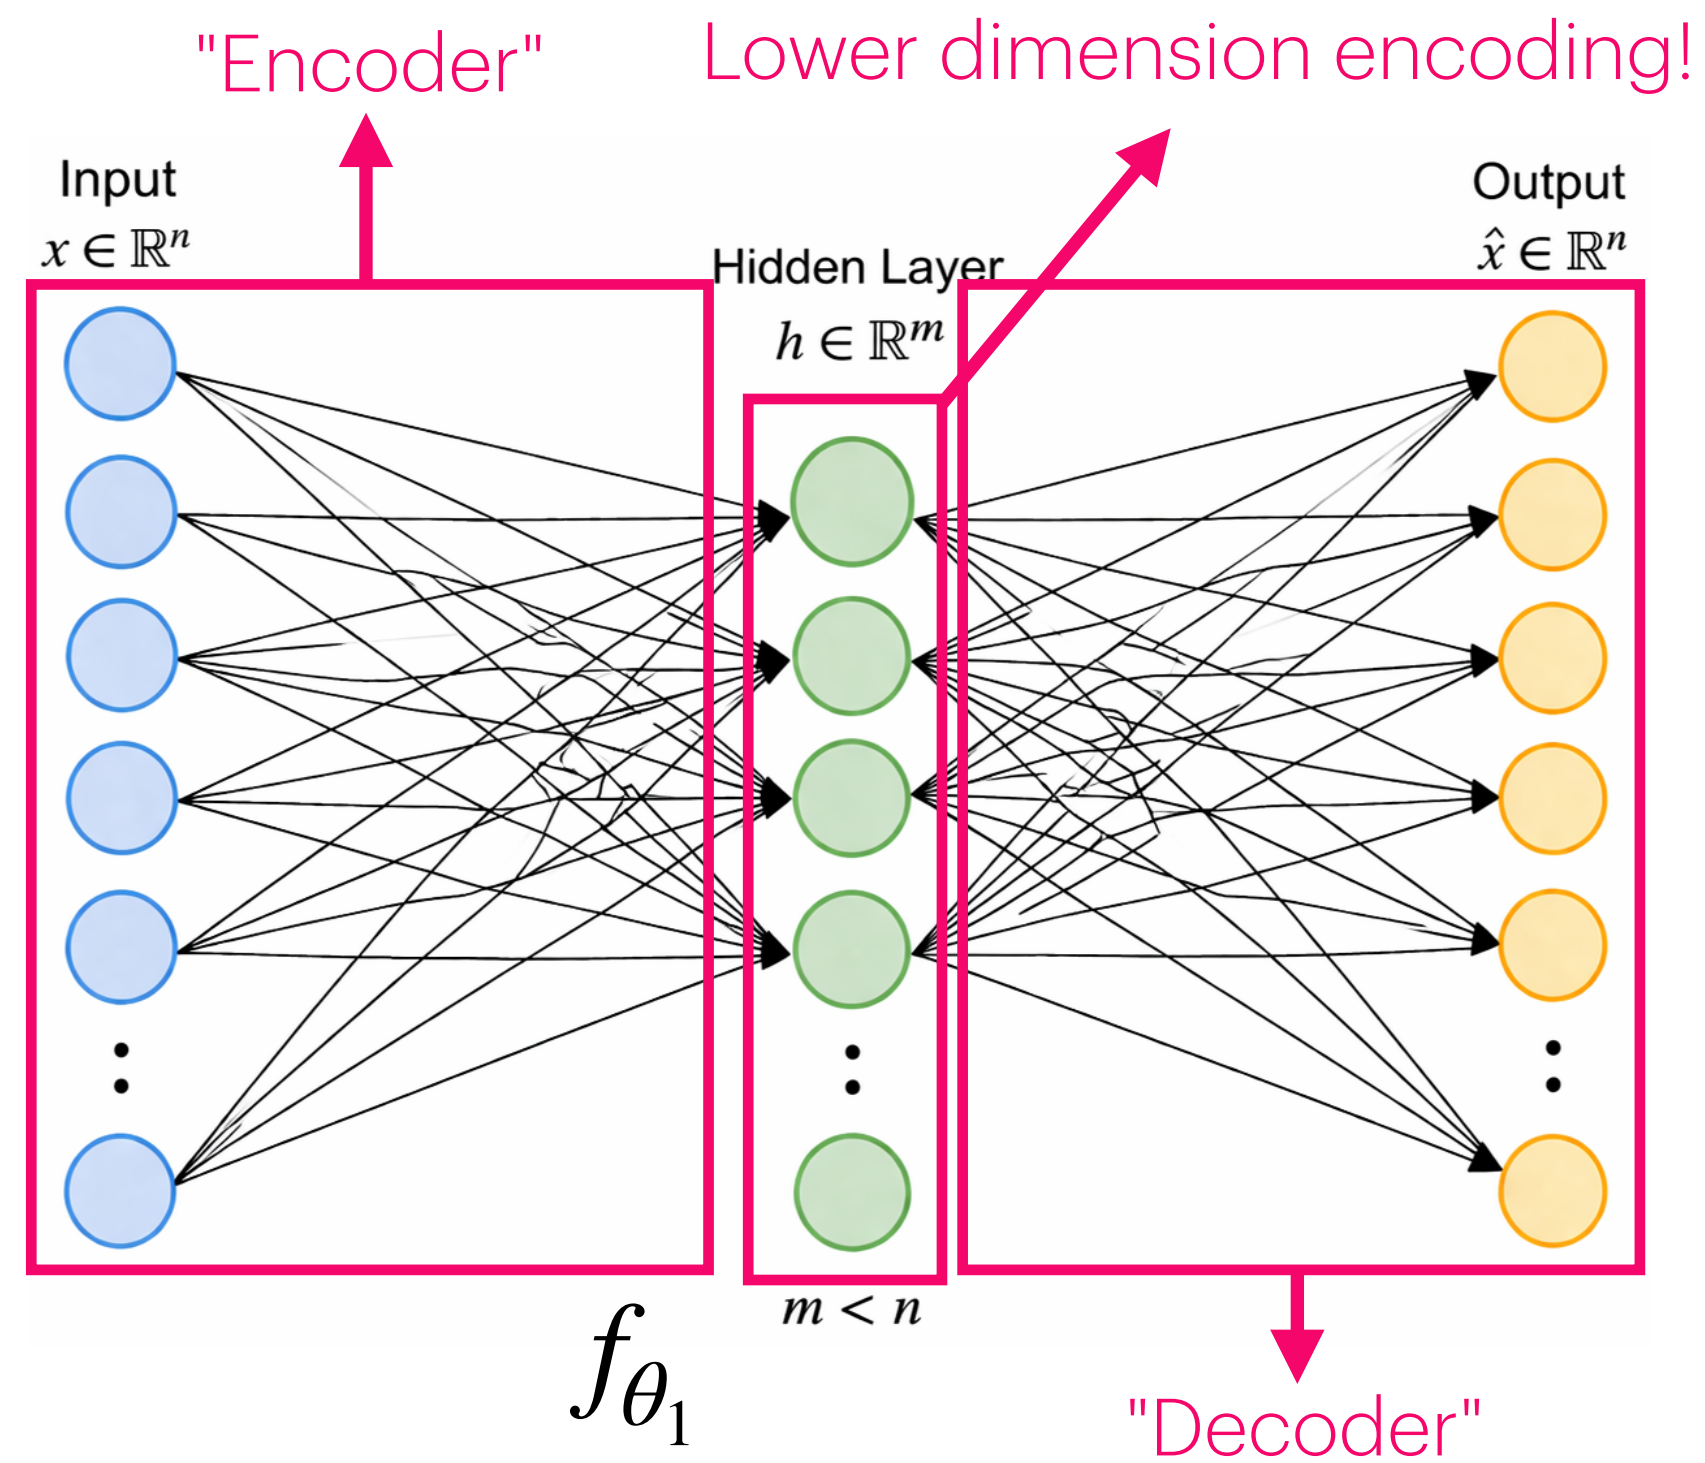 "Encoder"
Lower dimension encoding!
Input
x ∈ ℝⁿ
Hidden Layer
h ∈ ℝᵐ
Output
x̂ ∈ ℝⁿ
m < n
f_θ₁
"Decoder"